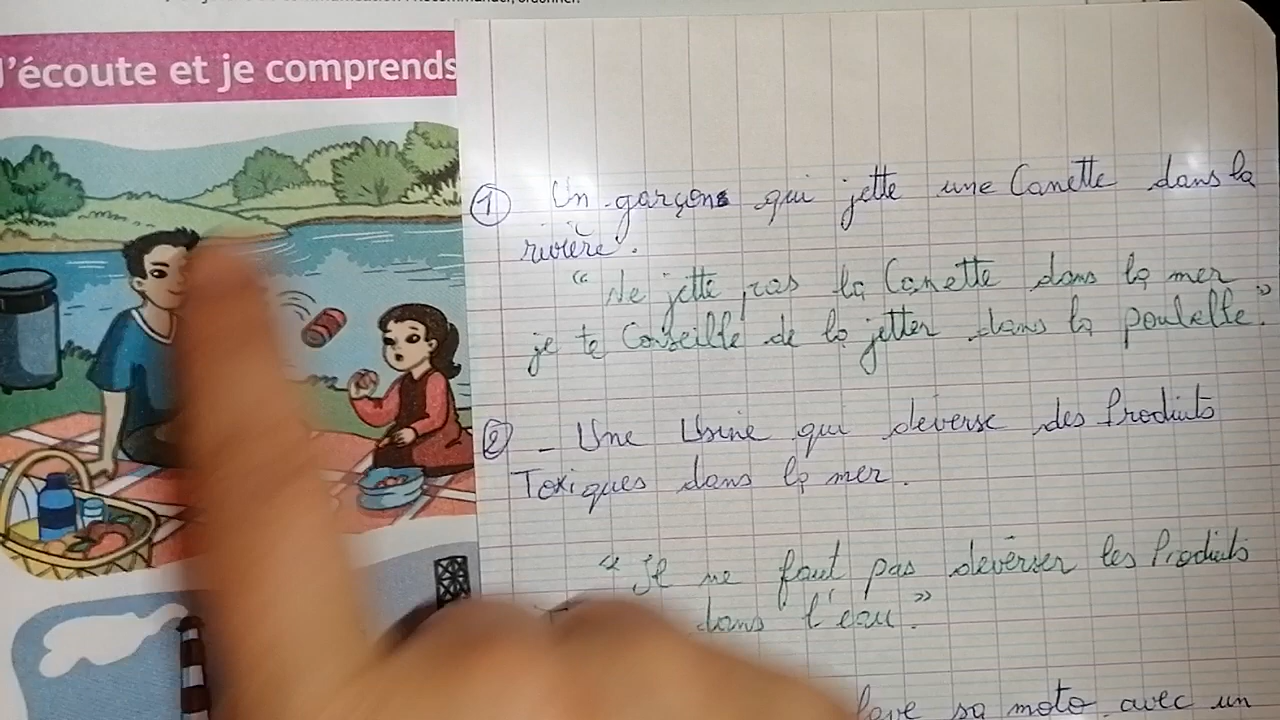 J'écoute et je comprends
① Un garçons qui jette une Canette dans la
rivière.
“ Ne jette pas la Canette dans la mer
je te Conseille de la jetter dans la poulelle.”
② - Une Usine qui déverse des Produits
Toxiques dans la mer.
“ Il ne faut pas déverser les Produits
dans l'eau.”
lave sa moto avec un